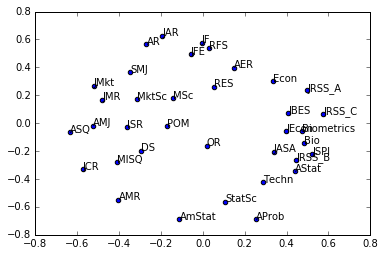 0.8
0.6
0.4
0.2
0.0
−0.2
−0.4
−0.6
−0.8
JAR
AR
JF
JFE
RFS
AER
SMJ
Econ
JMkt
RES
JRSS_A
JMR
MktSc
MSc
JBES
JRSS_C
AMJ
JSR
POM
ASQ
JEcon
Biometrics
Bio
DS
OR
JASA
JSPI
MISQ
JRSS_B
JCR
AStat
Techn
AMR
StatSc
AmStat
AProb
−0.8 −0.6 −0.4 −0.2 0.0 0.2 0.4 0.6 0.8